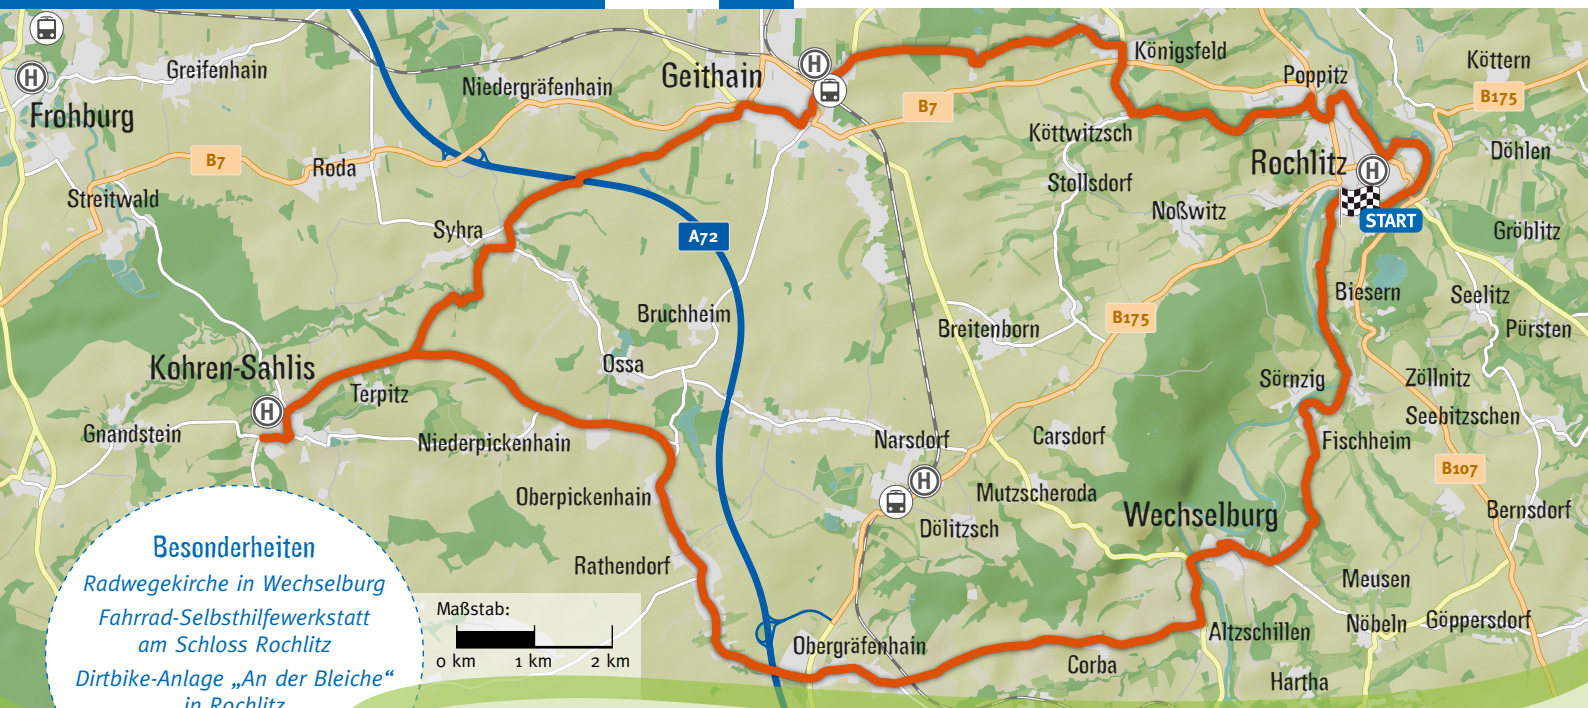 Greifenhain
H
Frohburg
Niedergräfenhain
Geithain
H
Königsfeld
Poppitz
Köttern
B175
B7
B7
Roda
Köttwitzsch
Rochlitz
H
Döhlen
Streitwald
Stollsdorf
Noßwitz
START
Gröblitz
Syhra
A72
Bruchheim
Breitenborn
B175
Biesern
Seelitz
Pürsten
Kohren-Sahlis
H
Terpitz
Ossa
Sörnzig
Zöllnitz
Seebitzschen
Gnandstein
Niederpickenhain
Narsdorf
H
Carsdorf
Fischheim
B107
Oberpickenhain
Mutzscheroda
Dölitzsch
Wechselburg
Bernsdorf
Rathendorf
Meusen
Obergräfenhain
Corba
Altzschillen
Nöbeln
Göppersdorf
Hartha
Maßstab:
0 km 1 km 2 km
Besonderheiten
Radwegekirche in Wechselburg
Fahrrad-Selbsthilfewerkstatt
am Schloss Rochlitz
Dirtbike-Anlage „An der Bleiche“
in Rochlitz